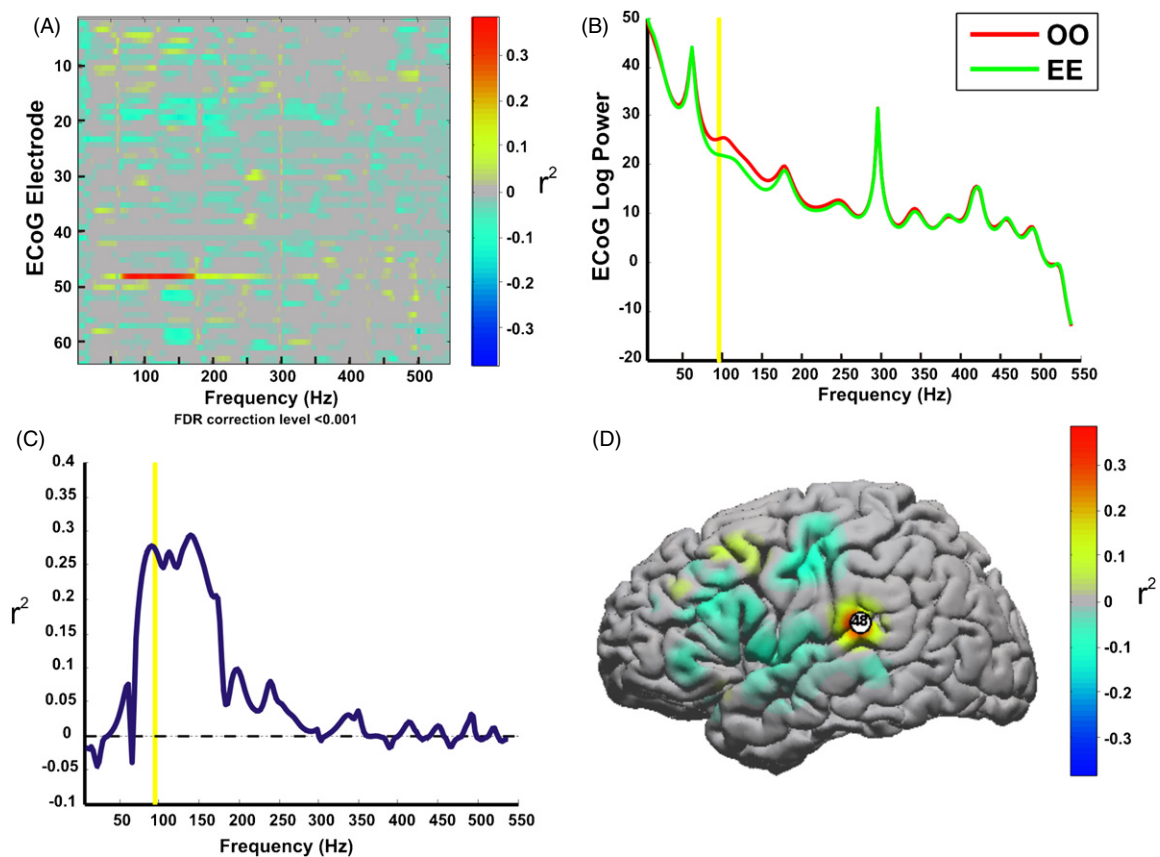 (A)
ECoG Electrode
10
20
30
40
50
60
100 200 300 400 500
Frequency (Hz)
FDR correction level <0.001
0.3
0.2
0.1
0
-0.1
-0.2
-0.3
r²
(B)
ECoG Log Power
50
40
30
20
10
0
-10
-20
50 100 150 200 250 300 350 400 450 500 550
Frequency (Hz)
OO
EE
(C)
r²
0.4
0.35
0.3
0.25
0.2
0.15
0.1
0.05
0
-0.05
-0.1
50 100 150 200 250 300 350 400 450 500 550
Frequency (Hz)
(D)
48
0.3
0.2
0.1
0
-0.1
-0.2
-0.3
r²